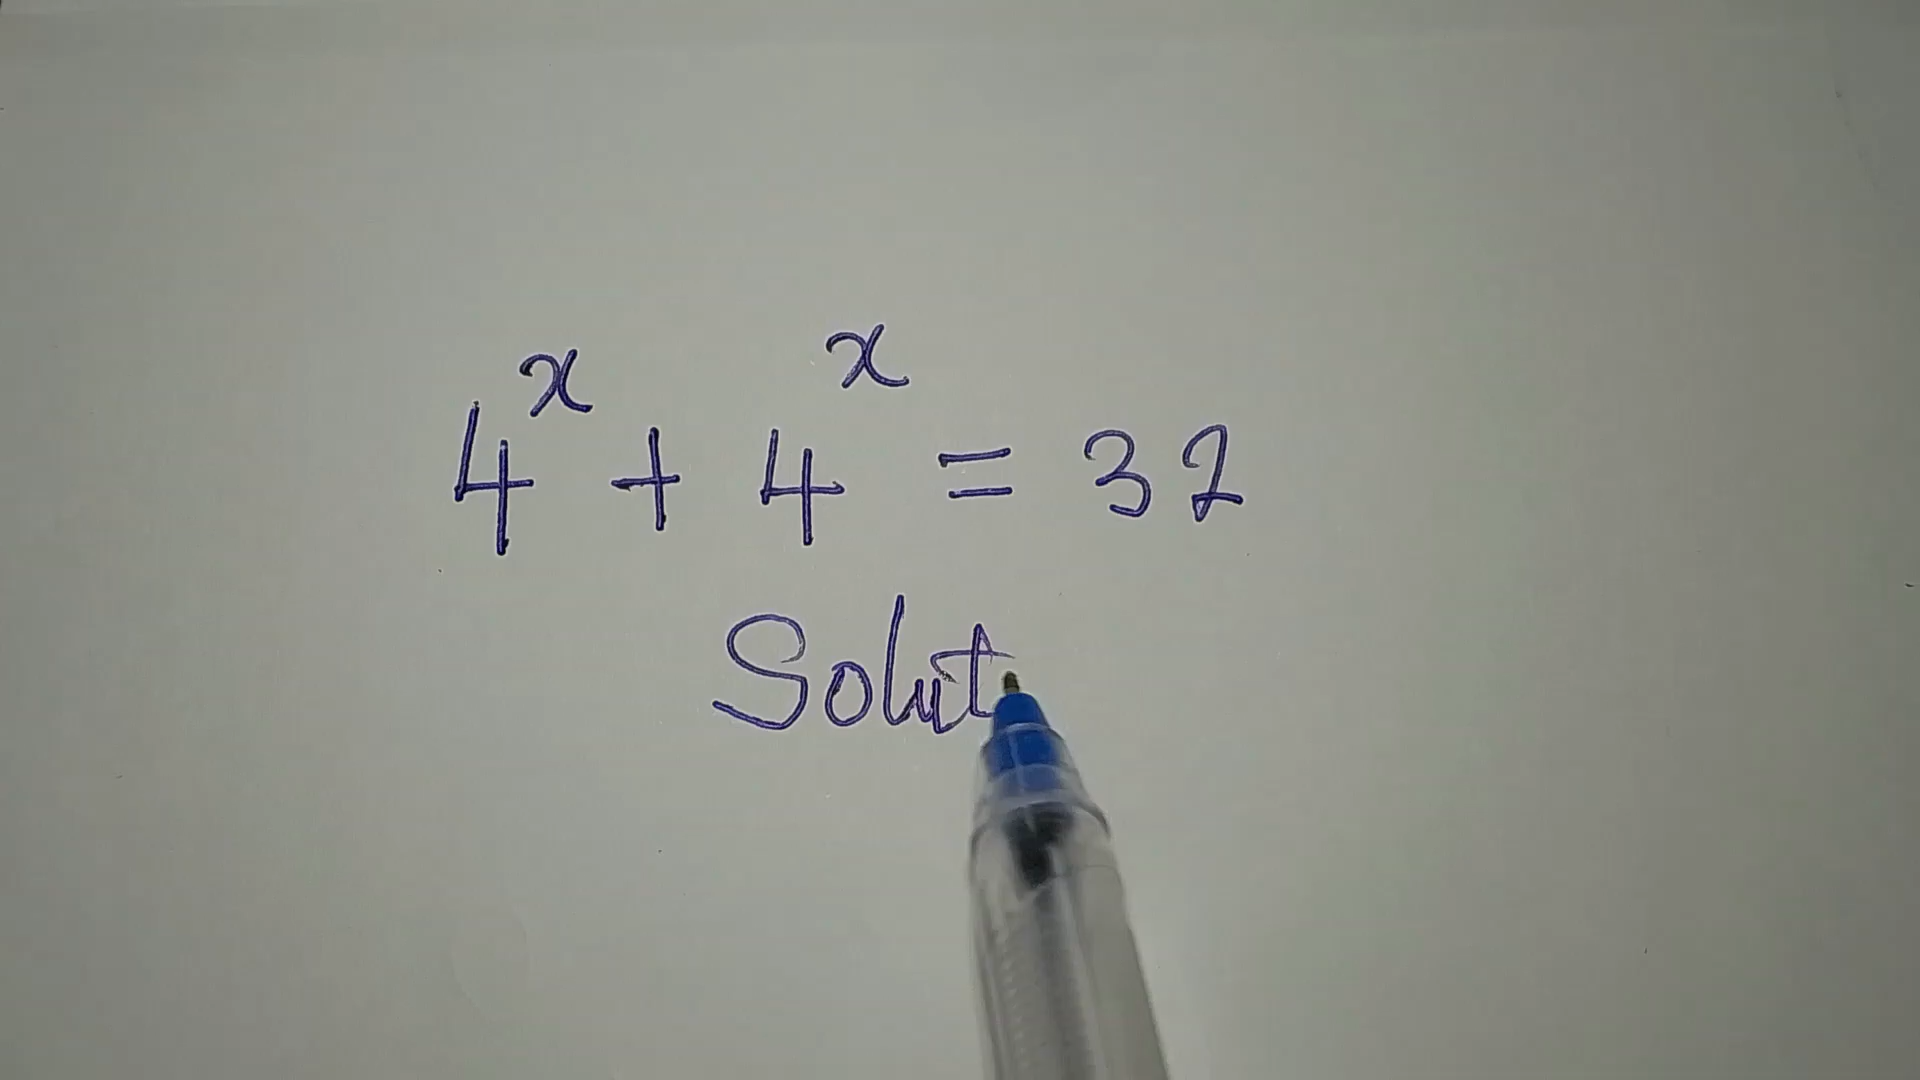 4^x + 4^x = 32
Solut